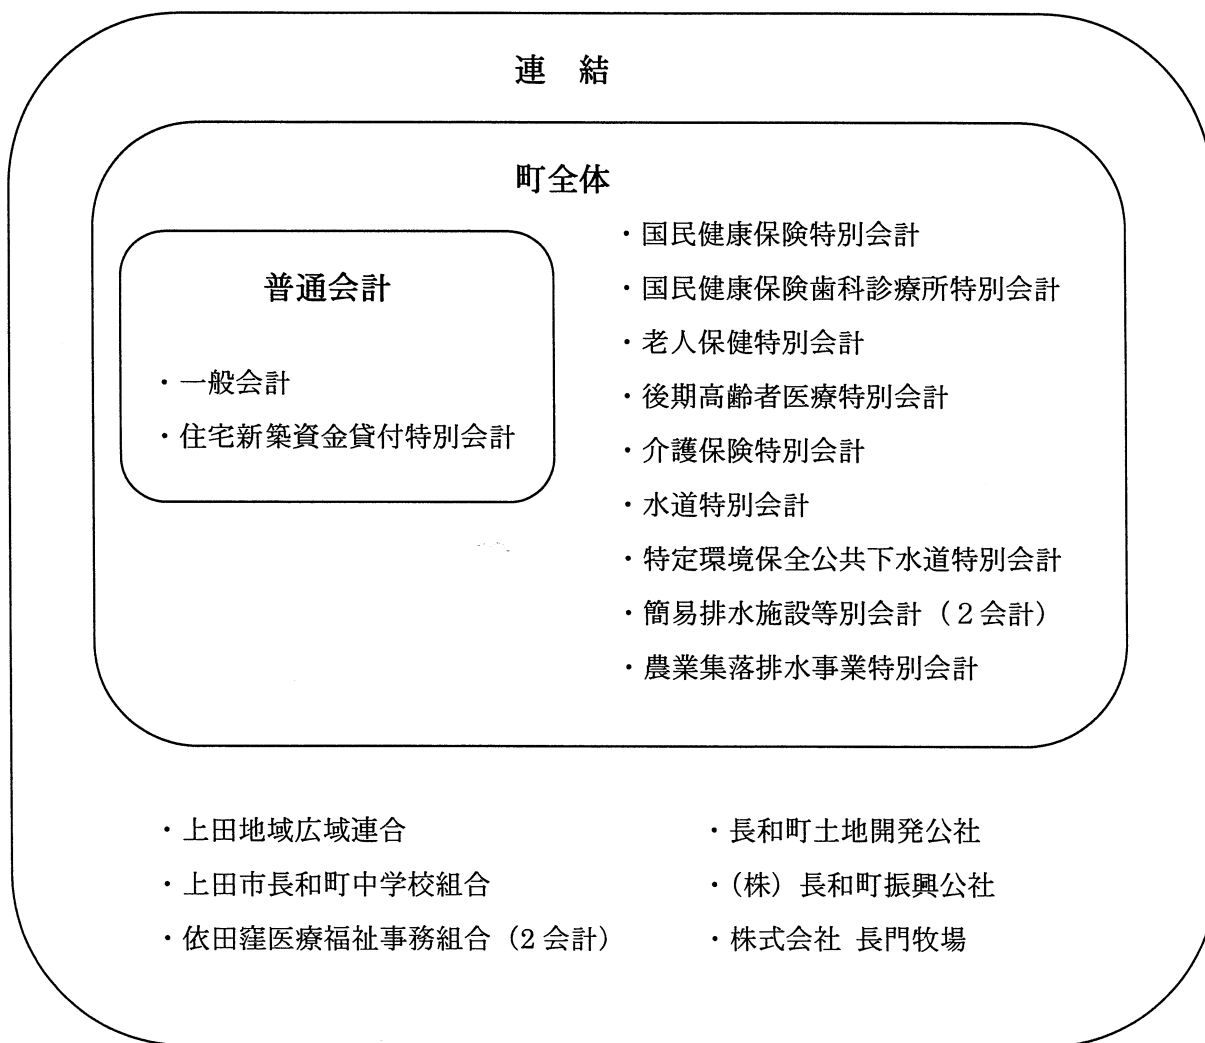 連 結
町全体
普通会計
・一般会計
・住宅新築資金貸付特別会計
・国民健康保険特別会計
・国民健康保険歯科診療所特別会計
・老人保健特別会計
・後期高齢者医療特別会計
・介護保険特別会計
・水道特別会計
・特定環境保全公共下水道特別会計
・簡易排水施設等別会計（２会計）
・農業集落排水事業特別会計
・上田地域広域連合
・上田市長和町中学校組合
・依田窪医療福祉事務組合（2 会計）
・長和町土地開発公社
・（株）長和町振興公社
・株式会社 長門牧場